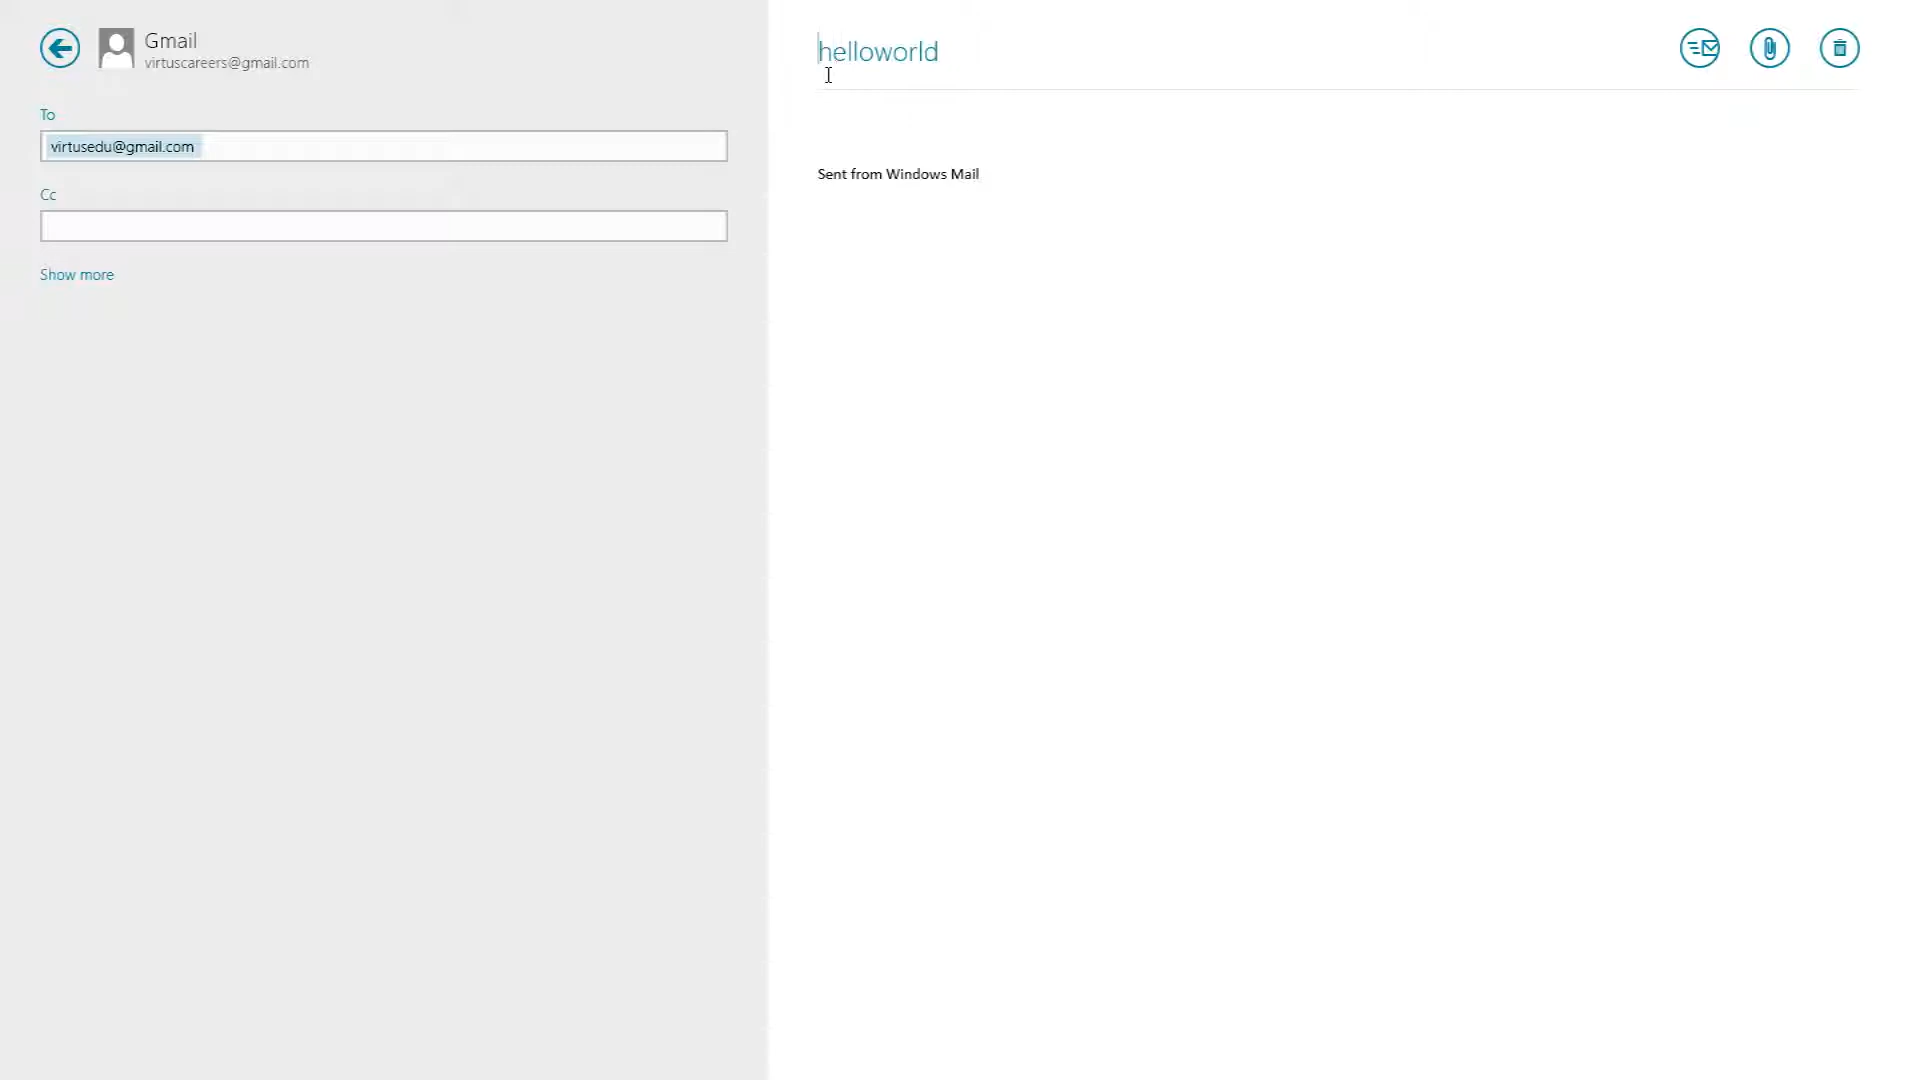 Gmail
virtuscareers@gmail.com
To
virtusedu@gmail.com
Cc
Show more
helloworld
Sent from Windows Mail